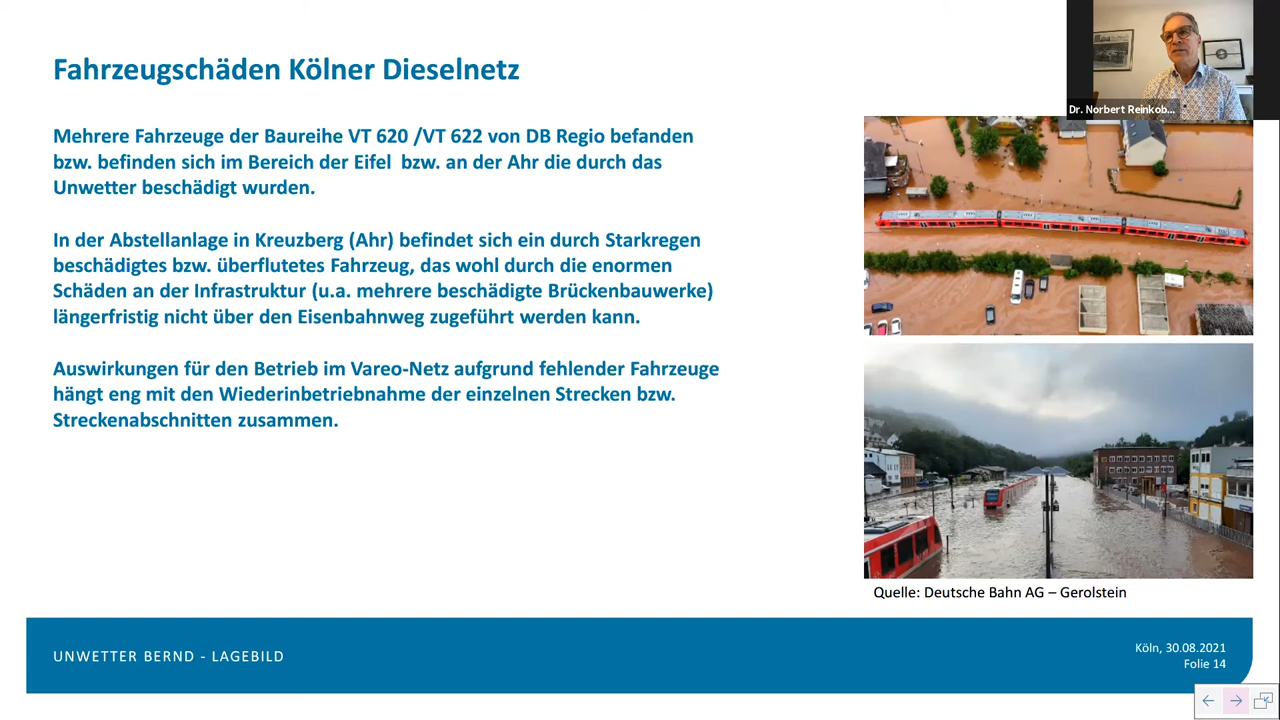 Fahrzeugschäden Kölner Dieselnetz
Dr. Norbert Reinkob...
Mehrere Fahrzeuge der Baureihe VT 620 /VT 622 von DB Regio befanden
bzw. befinden sich im Bereich der Eifel bzw. an der Ahr die durch das
Unwetter beschädigt wurden.
In der Abstellanlage in Kreuzberg (Ahr) befindet sich ein durch Starkregen
beschädigtes bzw. überflutetes Fahrzeug, das wohl durch die enormen
Schäden an der Infrastruktur (u.a. mehrere beschädigte Brückenbauwerke)
längerfristig nicht über den Eisenbahnweg zugeführt werden kann.
Auswirkungen für den Betrieb im Vareo-Netz aufgrund fehlender Fahrzeuge
hängt eng mit den Wiederinbetriebnahme der einzelnen Strecken bzw.
Streckenabschnitten zusammen.
Quelle: Deutsche Bahn AG – Gerolstein
UNWETTER BERND - LAGEBILD
Köln, 30.08.2021
Folie 14